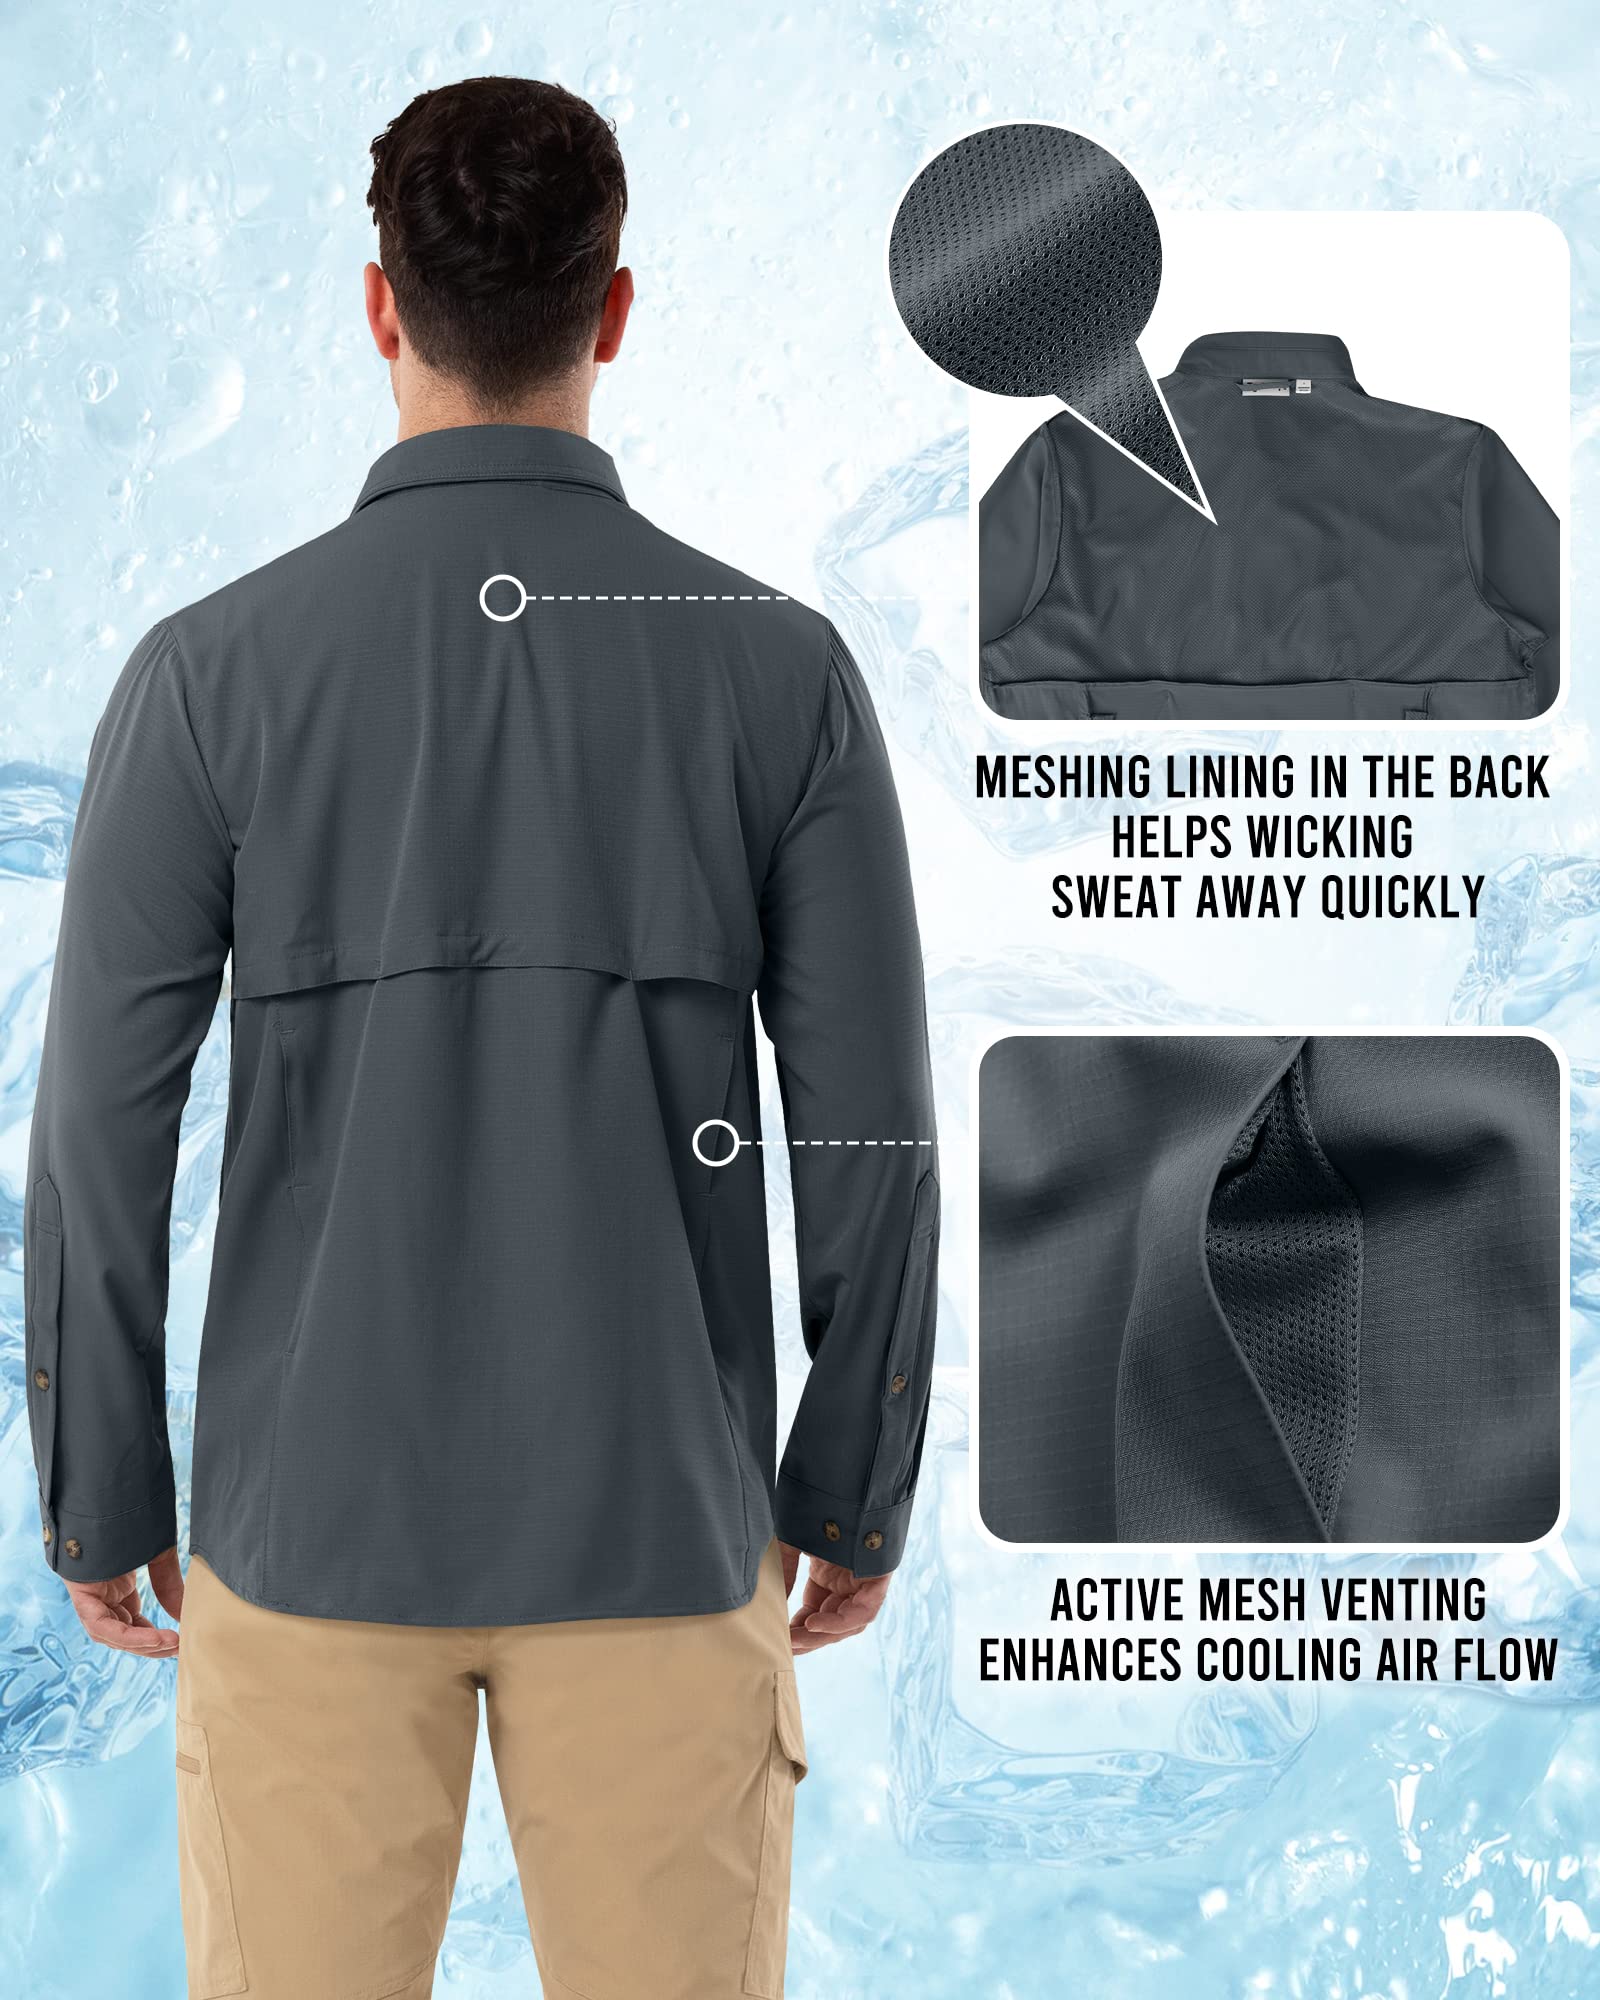 MESHING LINING IN THE BACK
HELPS WICKING
SWEAT AWAY QUICKLY
ACTIVE MESH VENTING
ENHANCES COOLING AIR FLOW